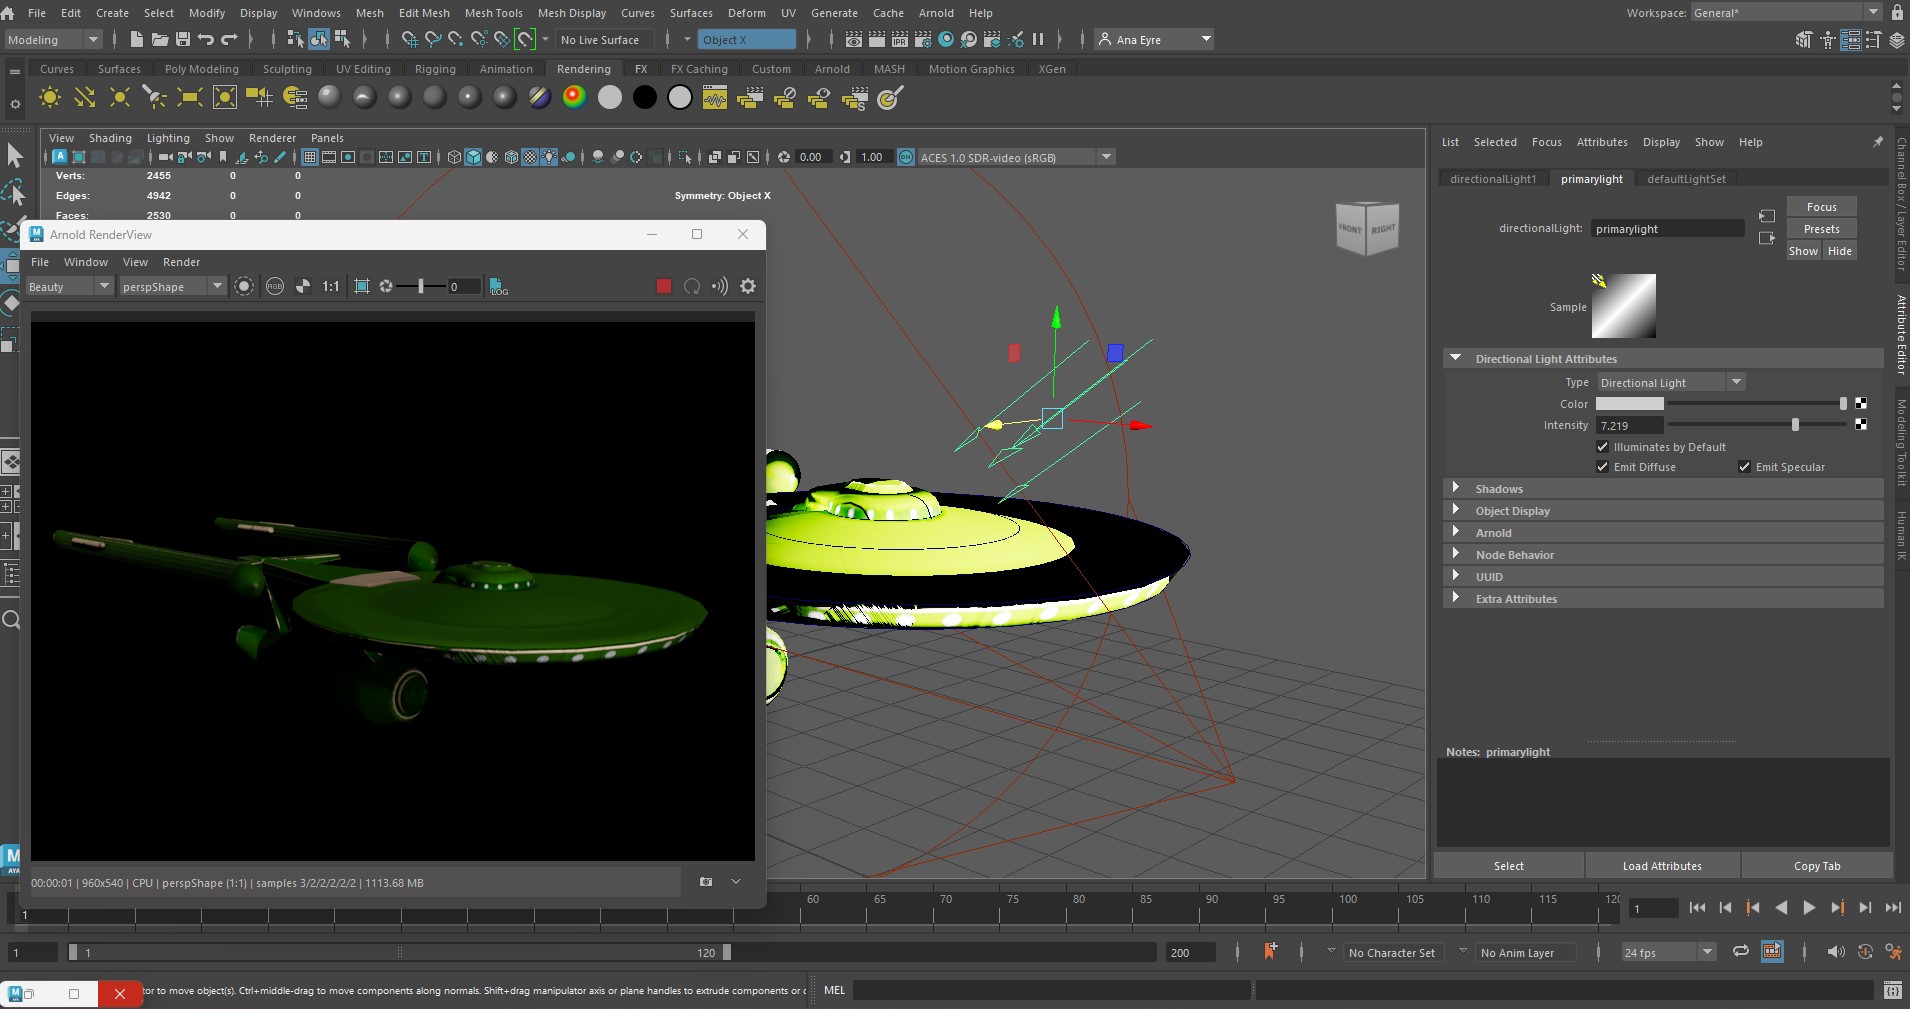 File Edit Create Select Modify Display Windows Mesh Edit Mesh Mesh Tools Mesh Display Curves Surfaces Deform UV Generate Cache Arnold Help
Workspace: General*
Modeling No Live Surface Object X IPR Ana Eyre
Curves Surfaces Poly Modeling Sculpting UV Editing Rigging Animation Rendering FX FX Caching Custom Arnold MASH Motion Graphics XGen
View Shading Lighting Show Renderer Panels
0.00 1.00 ON ACES 1.0 SDR-video (sRGB)
Verts: 2455 0 0
Edges: 4942 0 0
Faces: 2530 0 0
Symmetry: Object X
FRONT RIGHT
Arnold RenderView
File Window View Render
Beauty perspShape RGB 1:1 0 LOG
00:00:01 | 960x540 | CPU | perspShape (1:1) | samples 3/2/2/2/2/2 | 1113.68 MB
List Selected Focus Attributes Display Show Help
directionalLight1 primarylight defaultLightSet
directionalLight: primarylight
Focus
Presets
Show Hide
Sample
Directional Light Attributes
Type Directional Light
Color
Intensity 7.219
Illuminates by Default
Emit Diffuse Emit Specular
Shadows
Object Display
Arnold
Node Behavior
UUID
Extra Attributes
Notes: primarylight
Select Load Attributes Copy Tab
Channel Box / Layer Editor
Attribute Editor
Modeling Toolkit
Human IK
1 60 65 70 75 80 85 90 95 100 105 110 115 120 1
1 1 120 200 No Character Set No Anim Layer 24 fps
tor to move object(s). Ctrl+middle-drag to move components along normals. Shift+drag manipulator axis or plane handles to extrude components or c MEL